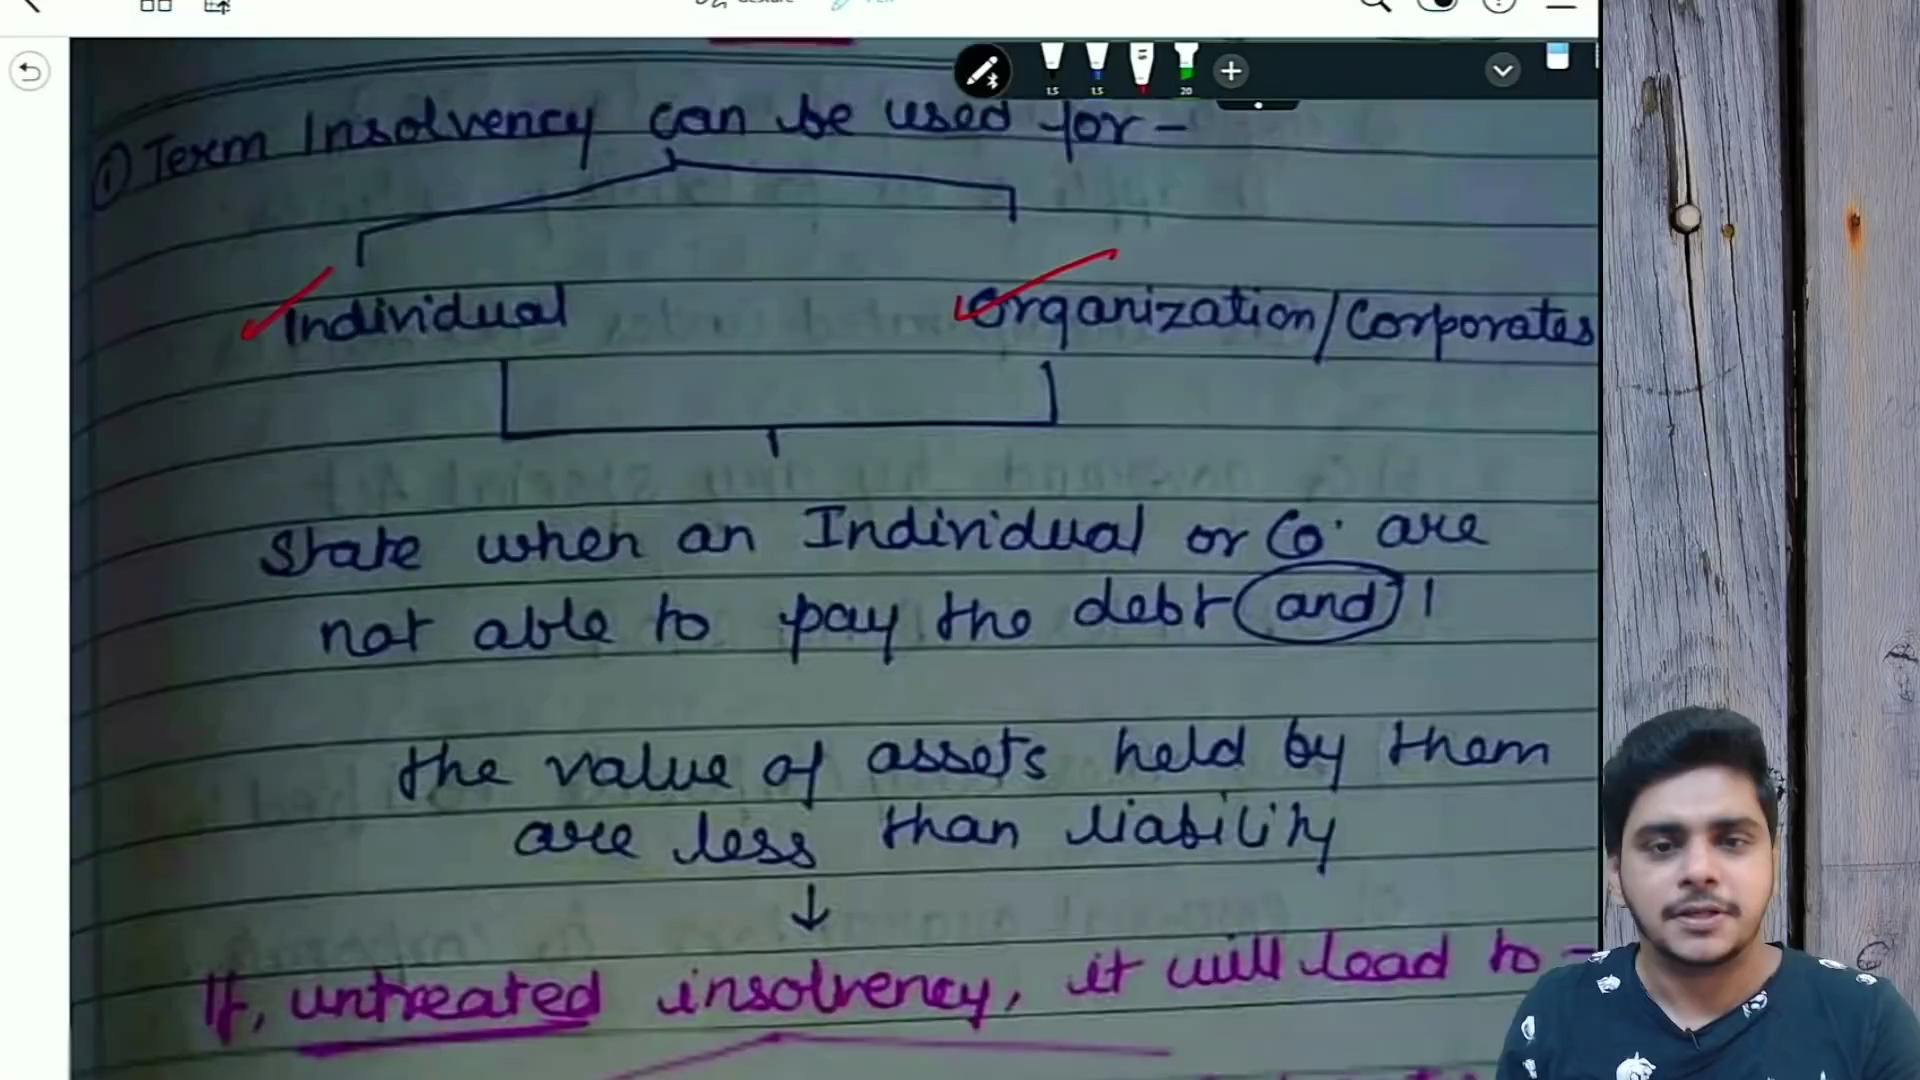 ① Term Insolvency can be used for -
Individual
Organization/Corporates
State when an Individual or Co. are
not able to pay the debt and
the value of assets held by them
are less than liability
↓
If, untreated insolvency, it will lead to -